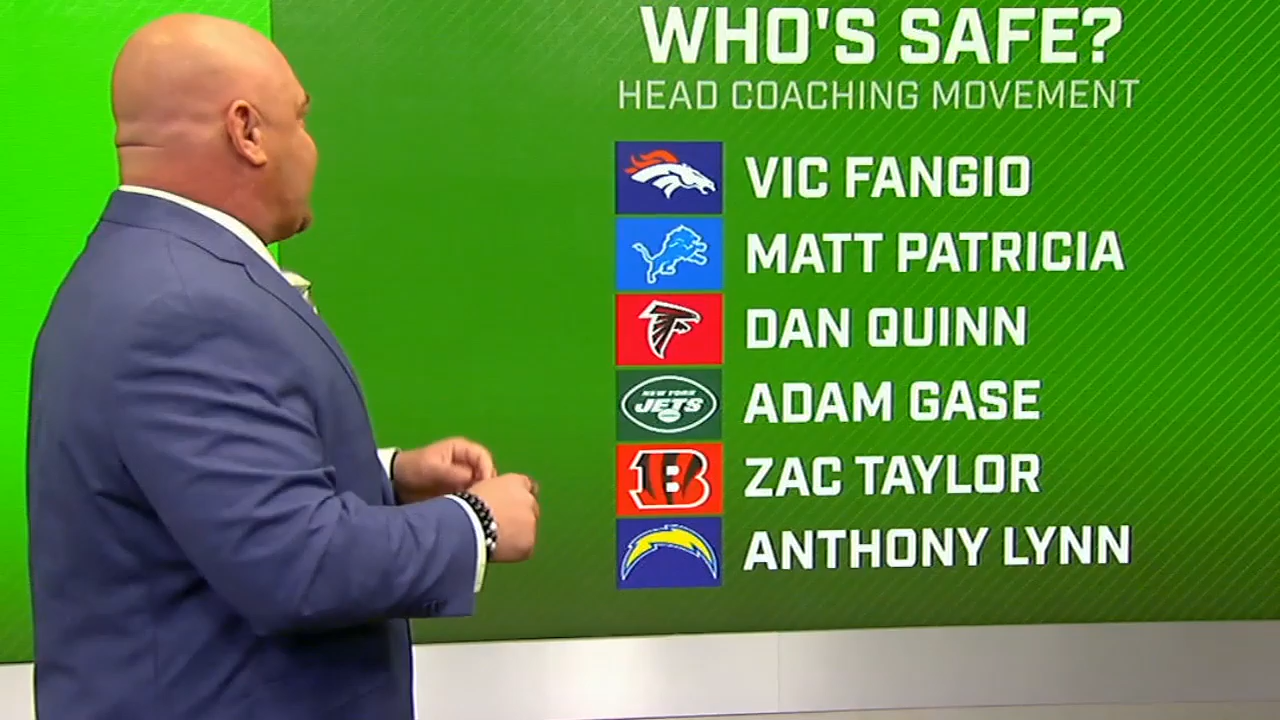 WHO'S SAFE?
HEAD COACHING MOVEMENT
VIC FANGIO
MATT PATRICIA
DAN QUINN
NEW YORK
JETS
ADAM GASE
B
ZAC TAYLOR
ANTHONY LYNN